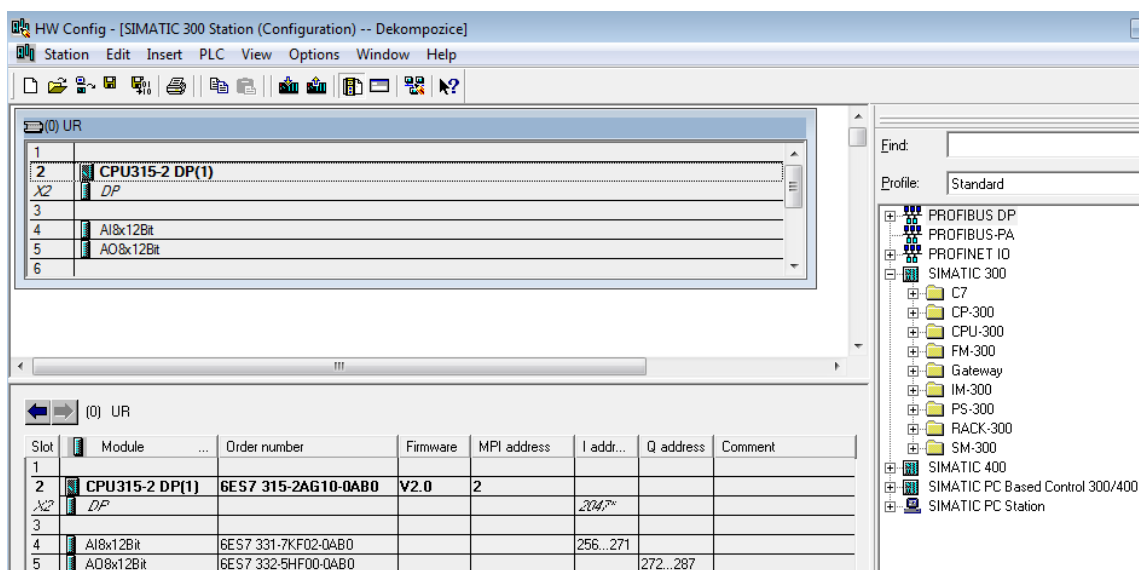 HW Config - [SIMATIC 300 Station (Configuration) -- Dekompozice]
Station Edit Insert PLC View Options Window Help
(0) UR
1
2 CPU315-2 DP(1)
X2 DP
3
4 AI8x12Bit
5 AO8x12Bit
6
(0) UR
Slot Module ... Order number Firmware MPI address I addr... Q address Comment
1
2 CPU315-2 DP(1) 6ES7 315-2AG10-0AB0 V2.0 2
X2 DP 2047*
3
4 AI8x12Bit 6ES7 331-7KF02-0AB0 256...271
5 AO8x12Bit 6ES7 332-5HF00-0AB0 272...287
Find:
Profile: Standard
PROFIBUS DP
PROFIBUS-PA
PROFINET IO
SIMATIC 300
C7
CP-300
CPU-300
FM-300
Gateway
IM-300
PS-300
RACK-300
SM-300
SIMATIC 400
SIMATIC PC Based Control 300/400
SIMATIC PC Station